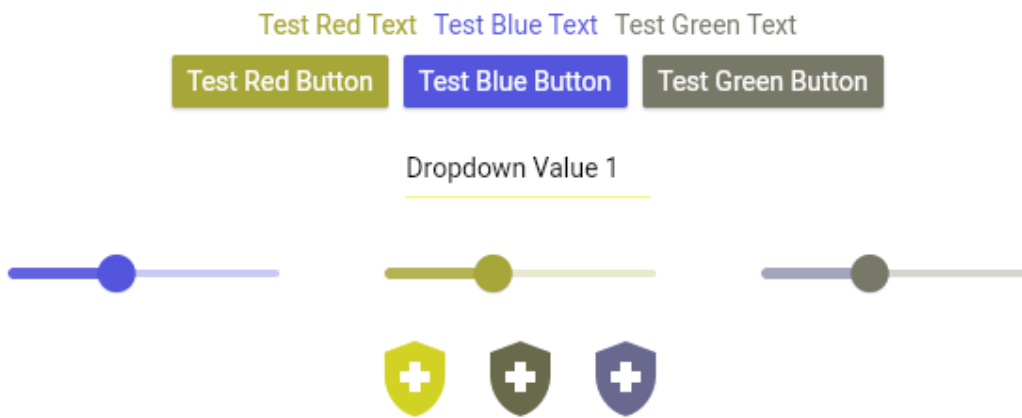 Test Red Text Test Blue Text Test Green Text
Test Red Button Test Blue Button Test Green Button
Dropdown Value 1